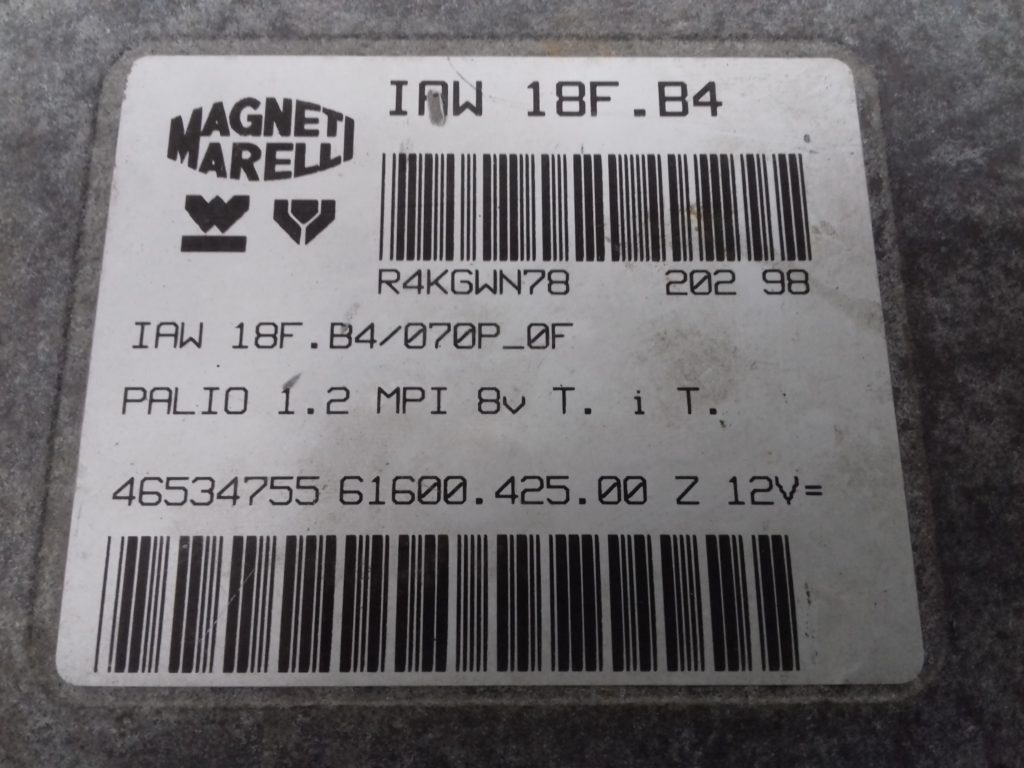 MAGNETI
MARELLI
IAW 18F.B4
R4KGWN78 202 98
IAW 18F.B4/070P_0F
PALIO 1.2 MPI 8v T. i T.
46534755 61600.425.00 Z 12V=